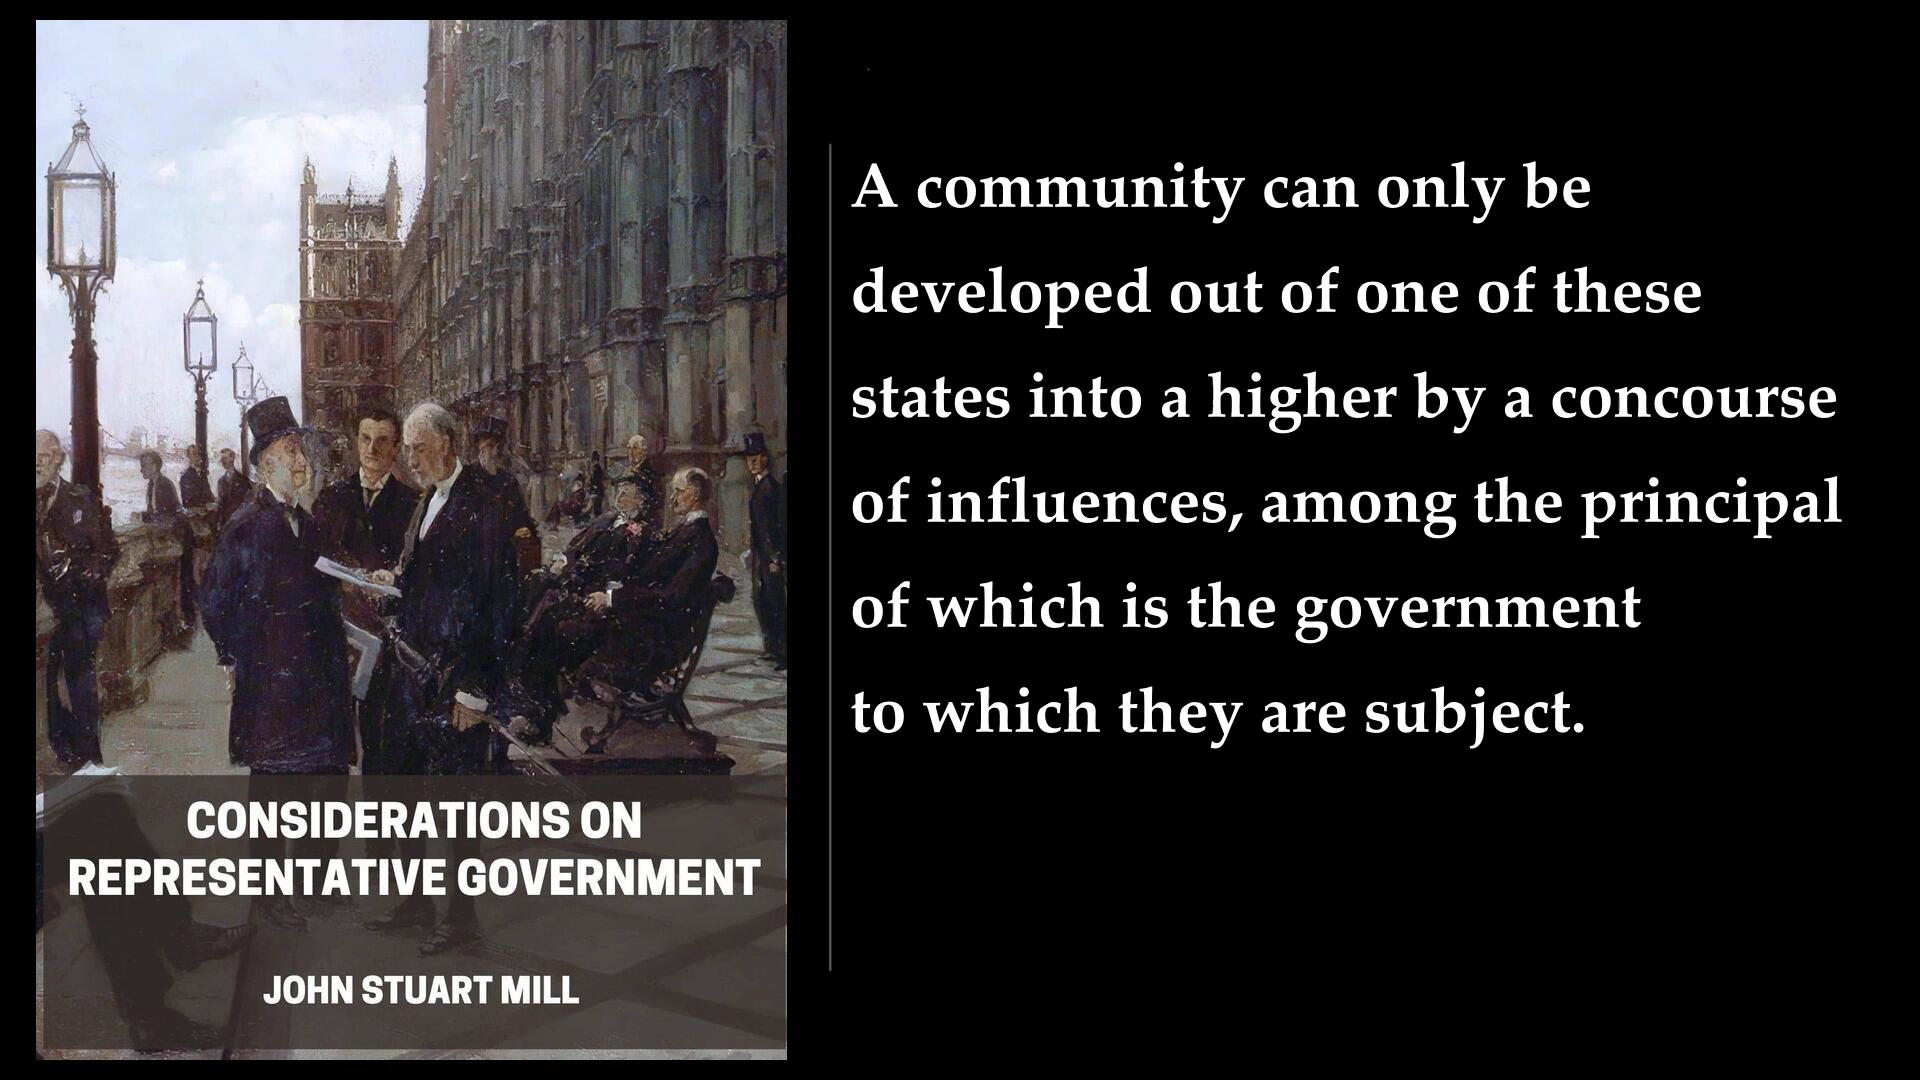 CONSIDERATIONS ON
REPRESENTATIVE GOVERNMENT
JOHN STUART MILL
A community can only be
developed out of one of these
states into a higher by a concourse
of influences, among the principal
of which is the government
to which they are subject.